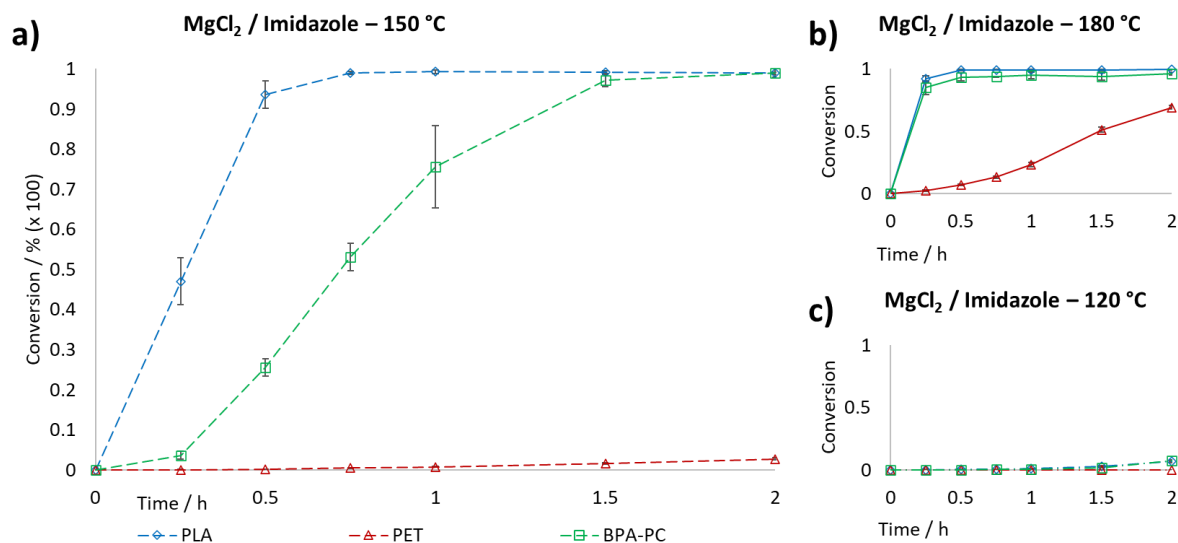 a)
MgCl₂ / Imidazole – 150 °C
Conversion / % (x 100)
1
0.9
0.8
0.7
0.6
0.5
0.4
0.3
0.2
0.1
0
0 0.5 1 1.5 2
Time / h
PLA PET BPA-PC
b)
MgCl₂ / Imidazole – 180 °C
Conversion
1
0.5
0
0 0.5 1 1.5 2
Time / h
c)
MgCl₂ / Imidazole – 120 °C
Conversion
1
0.5
0
0 0.5 1 1.5 2
Time / h